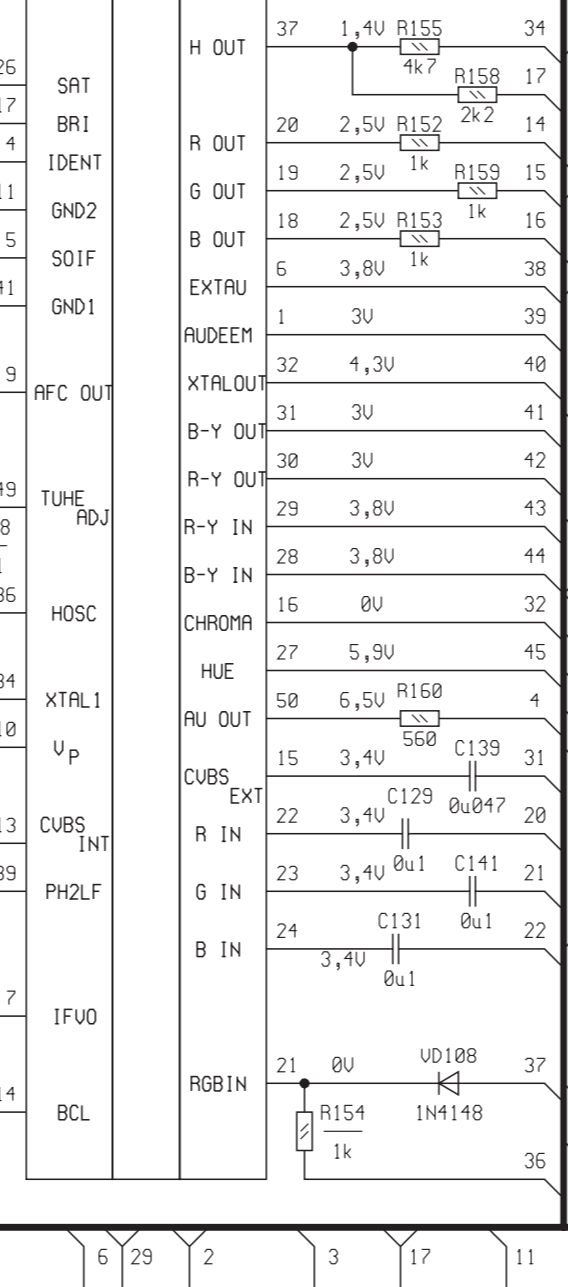 37 1,4V R155 34
H OUT
4k7
26
SAT
R158 17
17
BRI
2k2
20 2,5V R152 14
4
IDENT
R OUT
1k
19 2,5V R159 15
11
GND2
G OUT
1k
18 2,5V R153 16
5
SOIF
B OUT
1k
6 3,8V 38
41
GND1
EXTAU
1 3V 39
AUDEEM
32 4,3V 40
9
AFC OUT
XTALOUT
31 3V 41
B-Y OUT
30 3V 42
R-Y OUT
49
TUHE
ADJ
29 3,8V 43
8
R-Y IN
28 3,8V 44
1
B-Y IN
16 0V 32
36
HOSC
CHROMA
27 5,9V 45
HUE
34
XTAL1
50 6,5V R160 4
AU OUT
560
10
VP
15 3,4V C139 31
CVBS
EXT
0u047
22 3,4V C129 20
13
CVBS
INT
R IN
0u1
39
PH2LF
23 3,4V C141 21
G IN
0u1
24 C131 22
B IN
3,4V
0u1
7
IFVO
21 0V VD108 37
RGBIN
1N4148
14
BCL
R154
1k
36
6 29 2 3 17 11